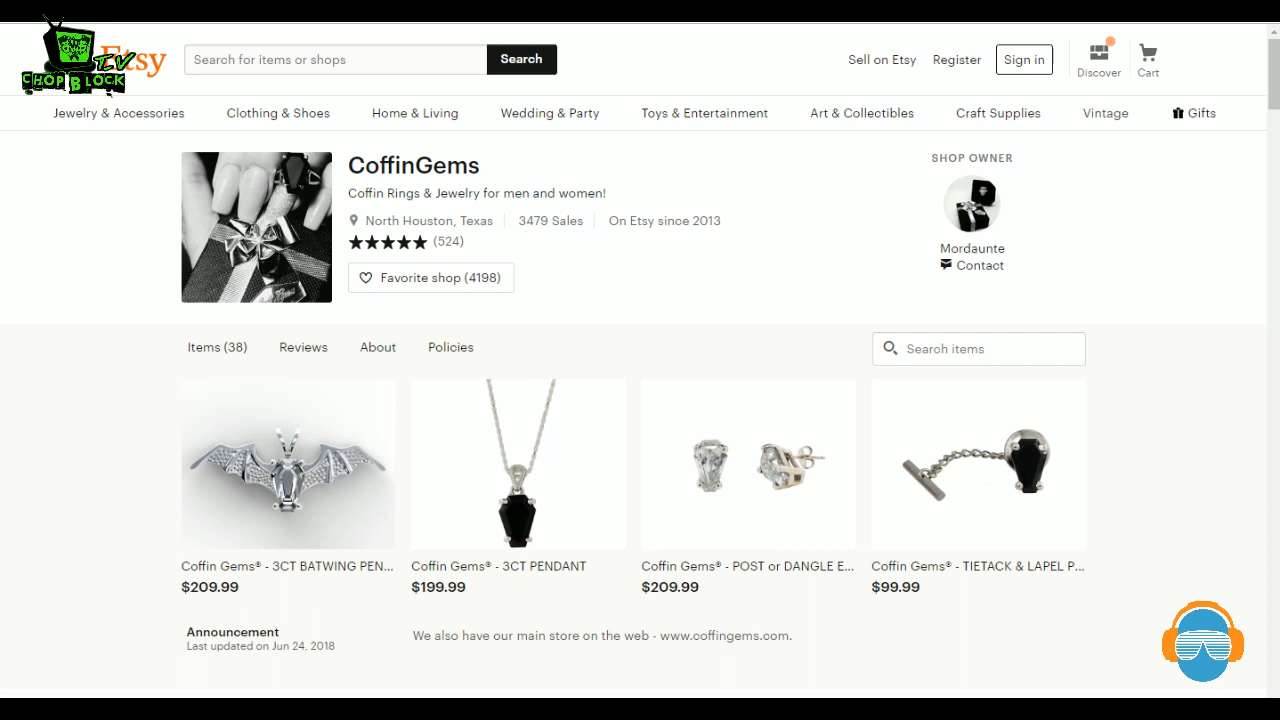 Etsy
TV
CHOP BLOCK
Search for items or shops
Search
Sell on Etsy
Register
Sign in
Discover
Cart
Jewelry & Accessories
Clothing & Shoes
Home & Living
Wedding & Party
Toys & Entertainment
Art & Collectibles
Craft Supplies
Vintage
Gifts
CoffinGems
Coffin Rings & Jewelry for men and women!
North Houston, Texas
3479 Sales
On Etsy since 2013
(524)
Favorite shop (4198)
SHOP OWNER
Mordaunte
Contact
Items (38)
Reviews
About
Policies
Search items
Coffin Gems® - 3CT BATWING PEN...
$209.99
Coffin Gems® - 3CT PENDANT
$199.99
Coffin Gems® - POST or DANGLE E...
$209.99
Coffin Gems® - TIETACK & LAPEL P...
$99.99
Announcement
Last updated on Jun 24, 2018
We also have our main store on the web - www.coffingems.com.